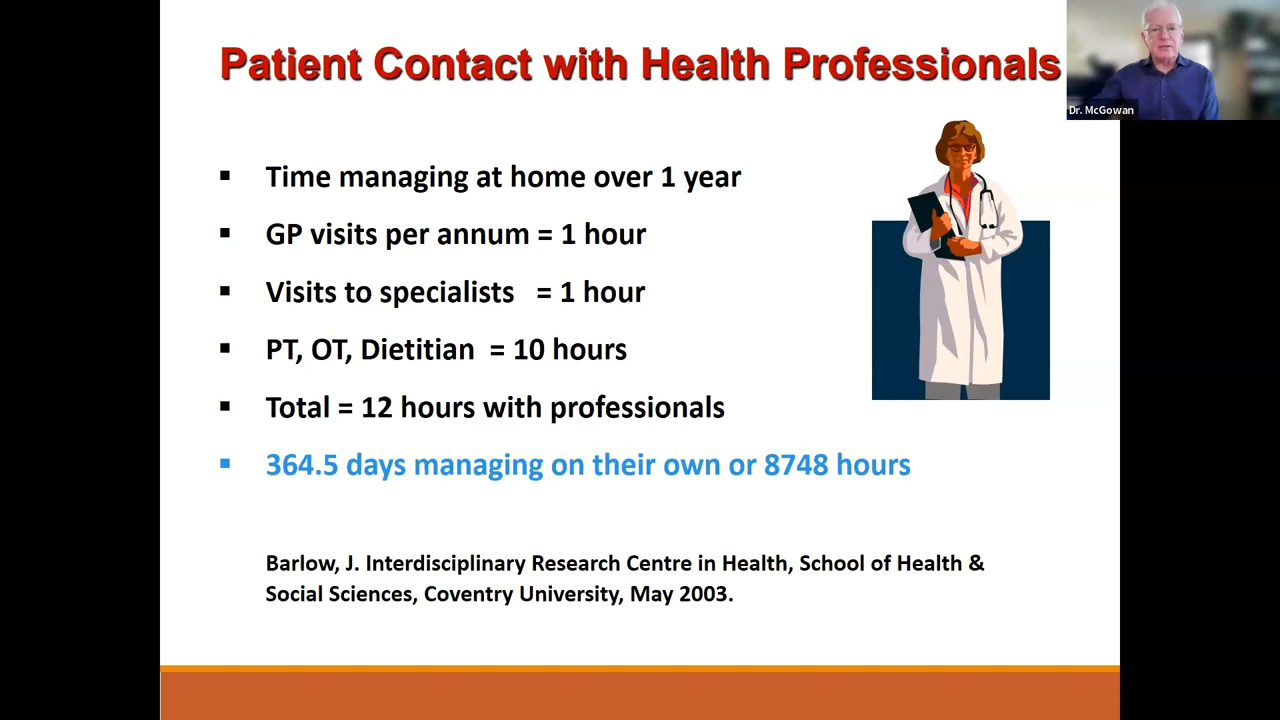 Patient Contact with Health Professionals
Dr. McGowan
▪ Time managing at home over 1 year
▪ GP visits per annum = 1 hour
▪ Visits to specialists = 1 hour
▪ PT, OT, Dietitian = 10 hours
▪ Total = 12 hours with professionals
▪ 364.5 days managing on their own or 8748 hours
Barlow, J. Interdisciplinary Research Centre in Health, School of Health &
Social Sciences, Coventry University, May 2003.